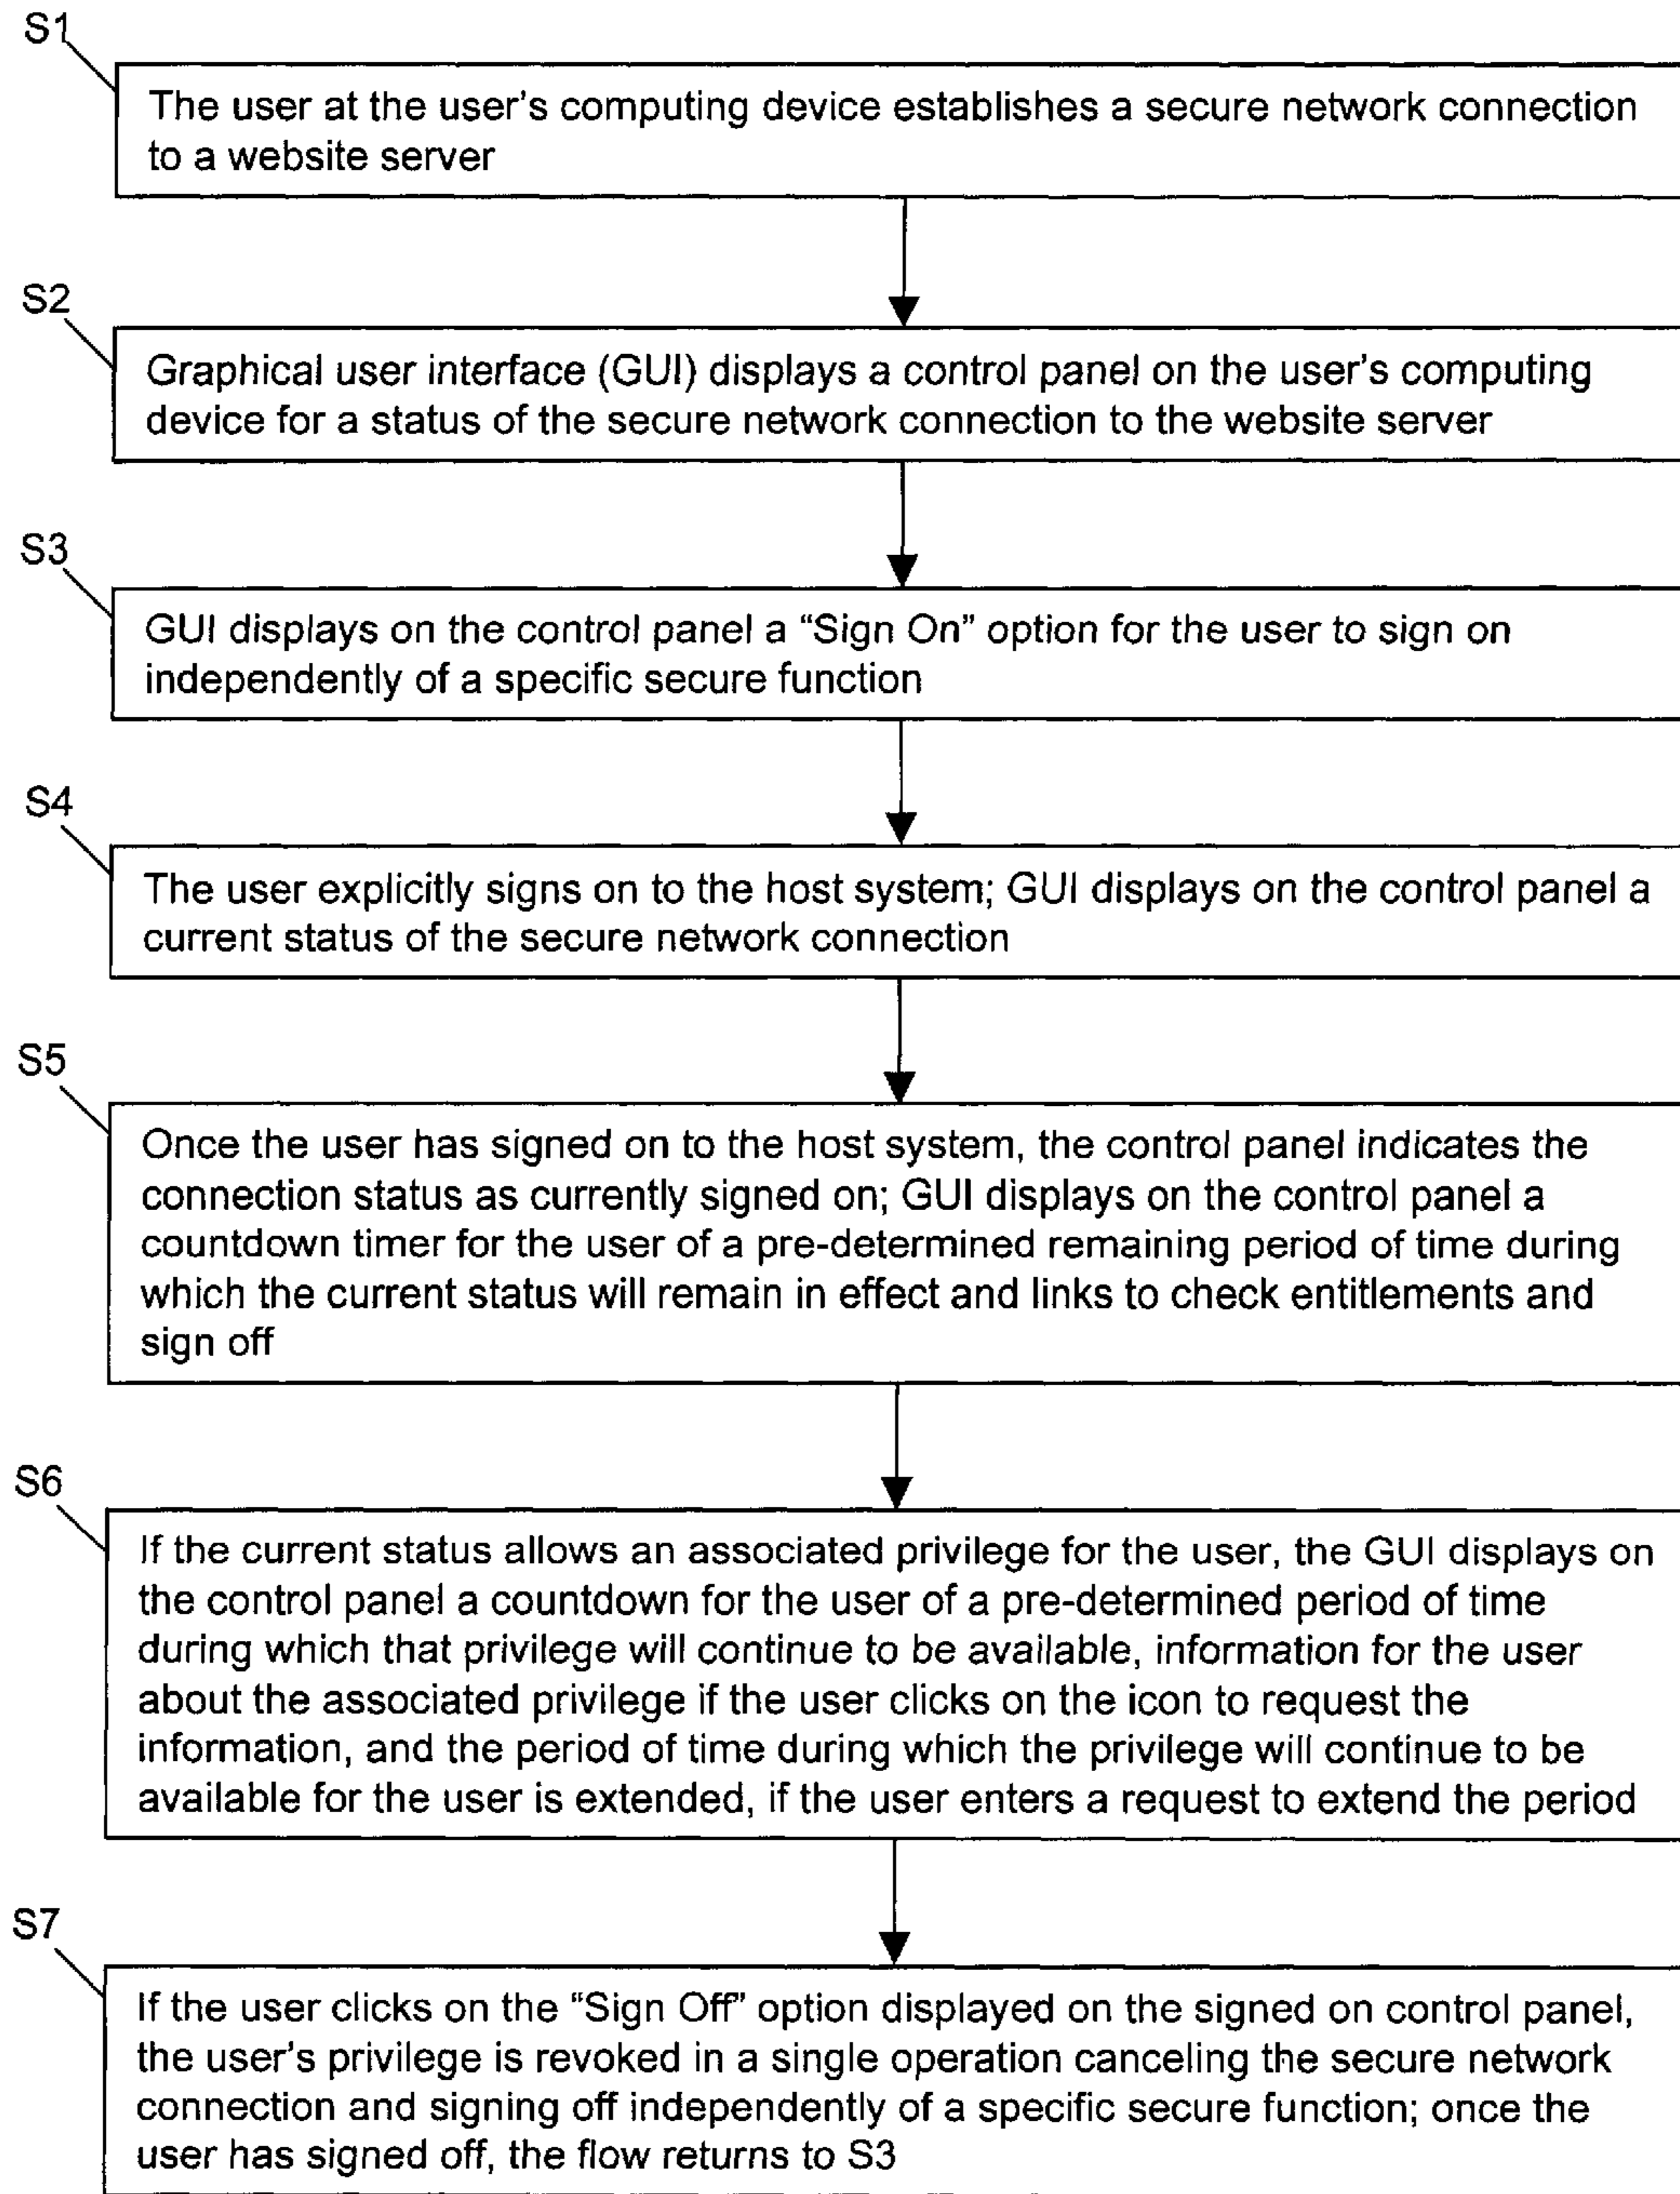 S1
The user at the user's computing device establishes a secure network connection
to a website server
S2
Graphical user interface (GUI) displays a control panel on the user's computing
device for a status of the secure network connection to the website server
S3
GUI displays on the control panel a “Sign On” option for the user to sign on
independently of a specific secure function
S4
The user explicitly signs on to the host system; GUI displays on the control panel a
current status of the secure network connection
S5
Once the user has signed on to the host system, the control panel indicates the
connection status as currently signed on; GUI displays on the control panel a
countdown timer for the user of a pre-determined remaining period of time during
which the current status will remain in effect and links to check entitlements and
sign off
S6
If the current status allows an associated privilege for the user, the GUI displays on
the control panel a countdown for the user of a pre-determined period of time
during which that privilege will continue to be available, information for the user
about the associated privilege if the user clicks on the icon to request the
information, and the period of time during which the privilege will continue to be
available for the user is extended, if the user enters a request to extend the period
S7
If the user clicks on the “Sign Off” option displayed on the signed on control panel,
the user's privilege is revoked in a single operation canceling the secure network
connection and signing off independently of a specific secure function; once the
user has signed off, the flow returns to S3